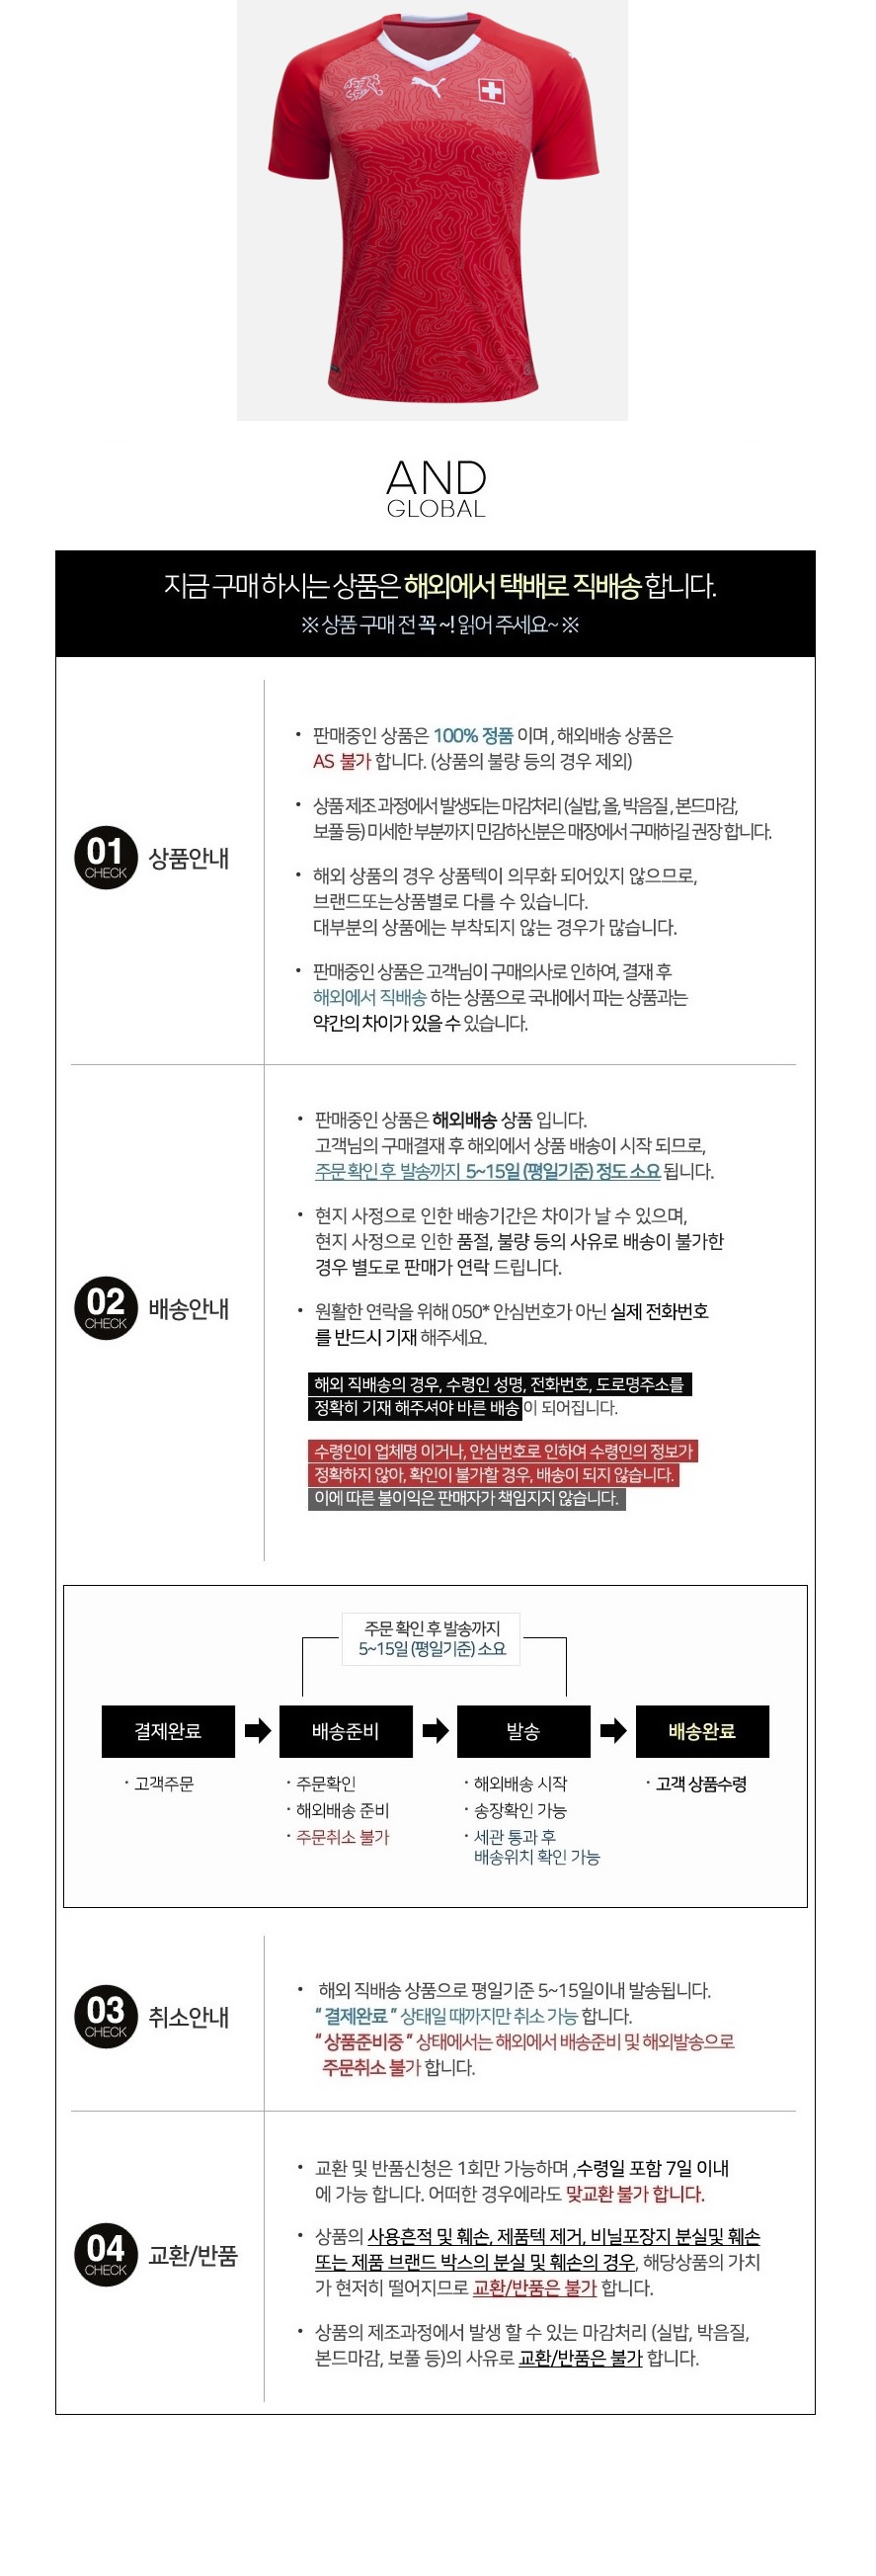 AND
GLOBAL
지금 구매하시는 상품은 해외에서 택배로 직배송 합니다.
※ 상품 구매 전 꼭 ~! 읽어 주세요~ ※
01
CHECK
상품안내
• 판매중인 상품은 100% 정품 이며 , 해외배송 상품은
AS 불가 합니다. (상품의 불량 등의 경우 제외)
• 상품 제조 과정에서 발생되는 마감처리 (실밥, 올, 박음질 , 본드마감,
보풀 등) 미세한 부분까지 민감하신분은 매장에서 구매하길 권장 합니다.
• 해외 상품의 경우 상품텍이 의무화 되어있지 않으므로,
브랜드또는상품별로 다를 수 있습니다.
대부분의 상품에는 부착되지 않는 경우가 많습니다.
• 판매중인 상품은 고객님이 구매의사로 인하여, 결재 후
해외에서 직배송 하는 상품으로 국내에서 파는 상품과는
약간의 차이가 있을 수 있습니다.
02
CHECK
배송안내
• 판매중인 상품은 해외배송 상품 입니다.
고객님의 구매결재 후 해외에서 상품 배송이 시작 되므로,
주문 확인 후 발송까지 5~15일 (평일기준) 정도 소요 됩니다.
• 현지 사정으로 인한 배송기간은 차이가 날 수 있으며,
현지 사정으로 인한 품절, 불량 등의 사유로 배송이 불가한
경우 별도로 판매가 연락 드립니다.
• 원활한 연락을 위해 050* 안심번호가 아닌 실제 전화번호
를 반드시 기재 해주세요.
해외 직배송의 경우, 수령인 성명, 전화번호, 도로명주소를
정확히 기재 해주셔야 바른 배송이 되어집니다.
수령인이 업체명 이거나, 안심번호로 인하여 수령인의 정보가
정확하지 않아, 확인이 불가할 경우, 배송이 되지 않습니다.
이에 따른 불이익은 판매자가 책임지지 않습니다.
주문 확인 후 발송까지
5~15일 (평일기준) 소요
결제완료
배송준비
발송
배송완료
· 고객주문
· 주문확인
· 해외배송 준비
· 주문취소 불가
· 해외배송 시작
· 송장확인 가능
· 세관 통과 후
배송위치 확인 가능
· 고객 상품수령
03
CHECK
취소안내
• 해외 직배송 상품으로 평일기준 5~15일이내 발송됩니다.
“ 결제완료 ” 상태일 때까지만 취소 가능 합니다.
“ 상품준비중 ” 상태에서는 해외에서 배송준비 및 해외발송으로
주문취소 불가 합니다.
04
CHECK
교환/반품
• 교환 및 반품신청은 1회만 가능하며 ,수령일 포함 7일 이내
에 가능 합니다. 어떠한 경우에라도 맞교환 불가 합니다.
• 상품의 사용흔적 및 훼손, 제품텍 제거, 비닐포장지 분실및 훼손
또는 제품 브랜드 박스의 분실 및 훼손의 경우, 해당상품의 가치
가 현저히 떨어지므로 교환/반품은 불가 합니다.
• 상품의 제조과정에서 발생 할 수 있는 마감처리 (실밥, 박음질,
본드마감, 보풀 등)의 사유로 교환/반품은 불가 합니다.